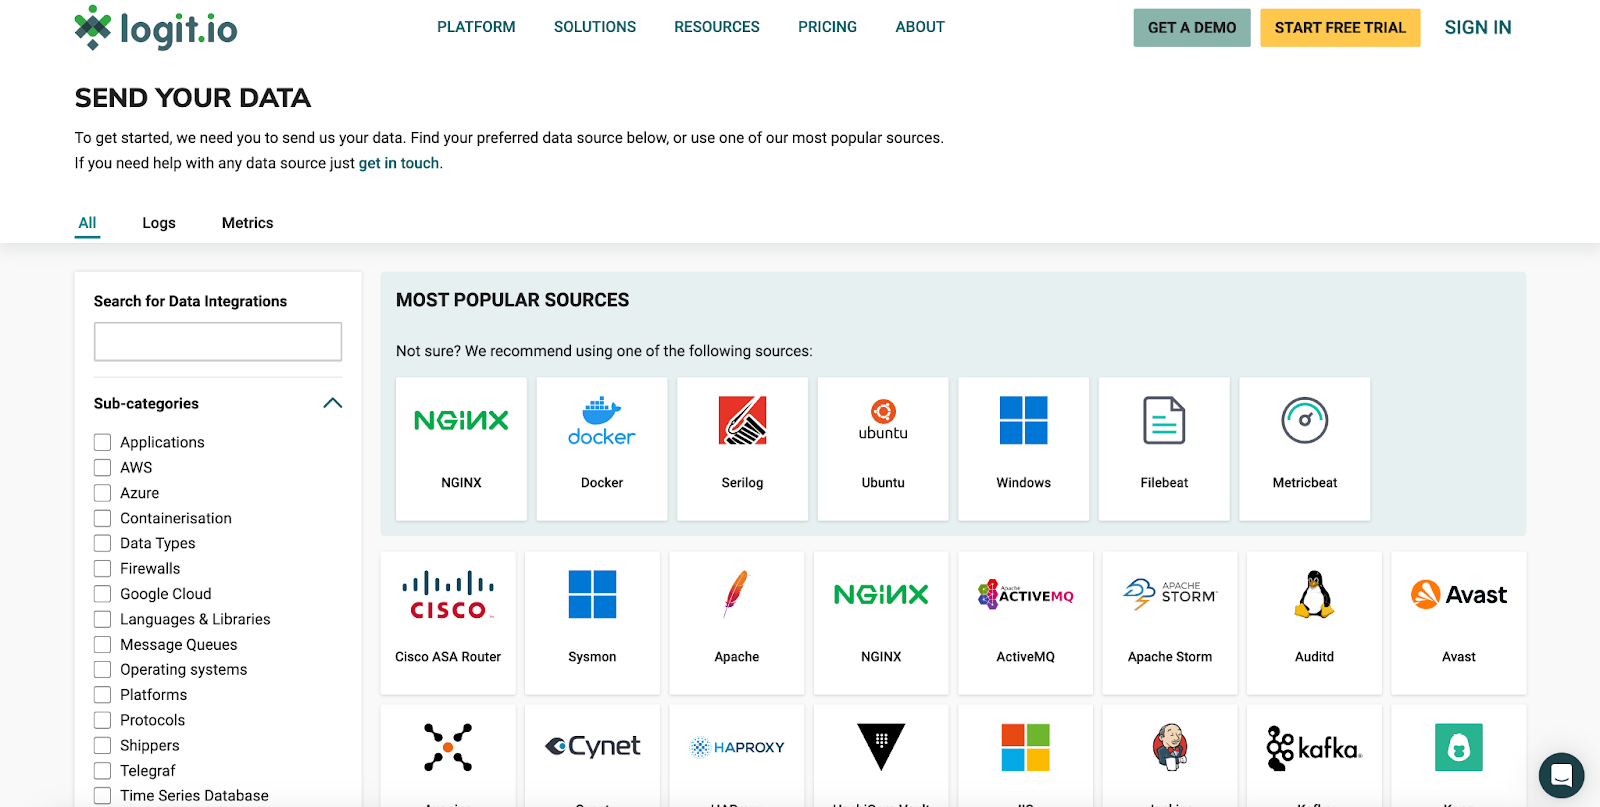 logit.io
PLATFORM
SOLUTIONS
RESOURCES
PRICING
ABOUT
GET A DEMO
START FREE TRIAL
SIGN IN
SEND YOUR DATA
To get started, we need you to send us your data. Find your preferred data source below, or use one of our most popular sources.
If you need help with any data source just get in touch.
All
Logs
Metrics
Search for Data Integrations
Sub-categories
Applications
AWS
Azure
Containerisation
Data Types
Firewalls
Google Cloud
Languages & Libraries
Message Queues
Operating systems
Platforms
Protocols
Shippers
Telegraf
Time Series Database
MOST POPULAR SOURCES
Not sure? We recommend using one of the following sources:
NGINX
NGINX
docker
Docker
Serilog
ubuntu
Ubuntu
Windows
Filebeat
Metricbeat
CISCO
Cisco ASA Router
Sysmon
Apache
NGINX
NGINX
Apache
ACTIVEMQ
ActiveMQ
APACHE
STORM
Apache Storm
Auditd
Avast
Avast
Cynet
HAPROXY
kafka